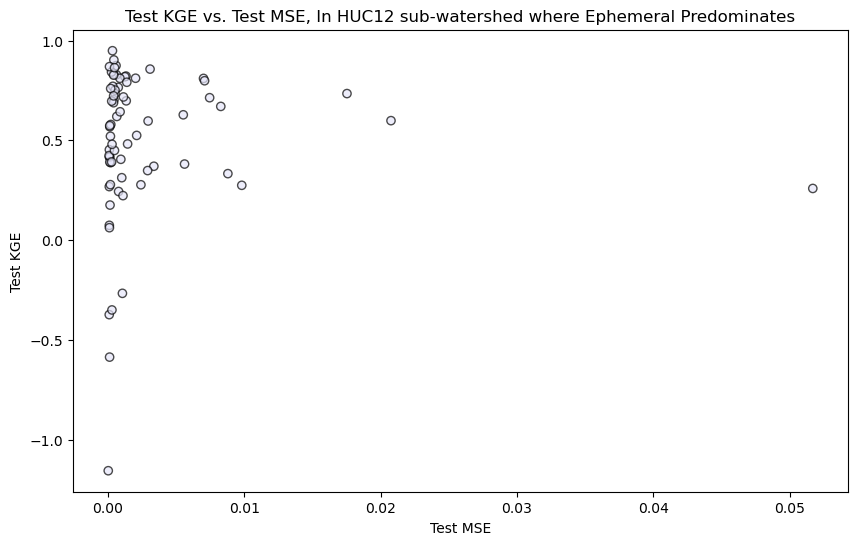 Test KGE vs. Test MSE, In HUC12 sub-watershed where Ephemeral Predominates
1.0
0.5
0.0
−0.5
−1.0
Test KGE
0.00 0.01 0.02 0.03 0.04 0.05
Test MSE